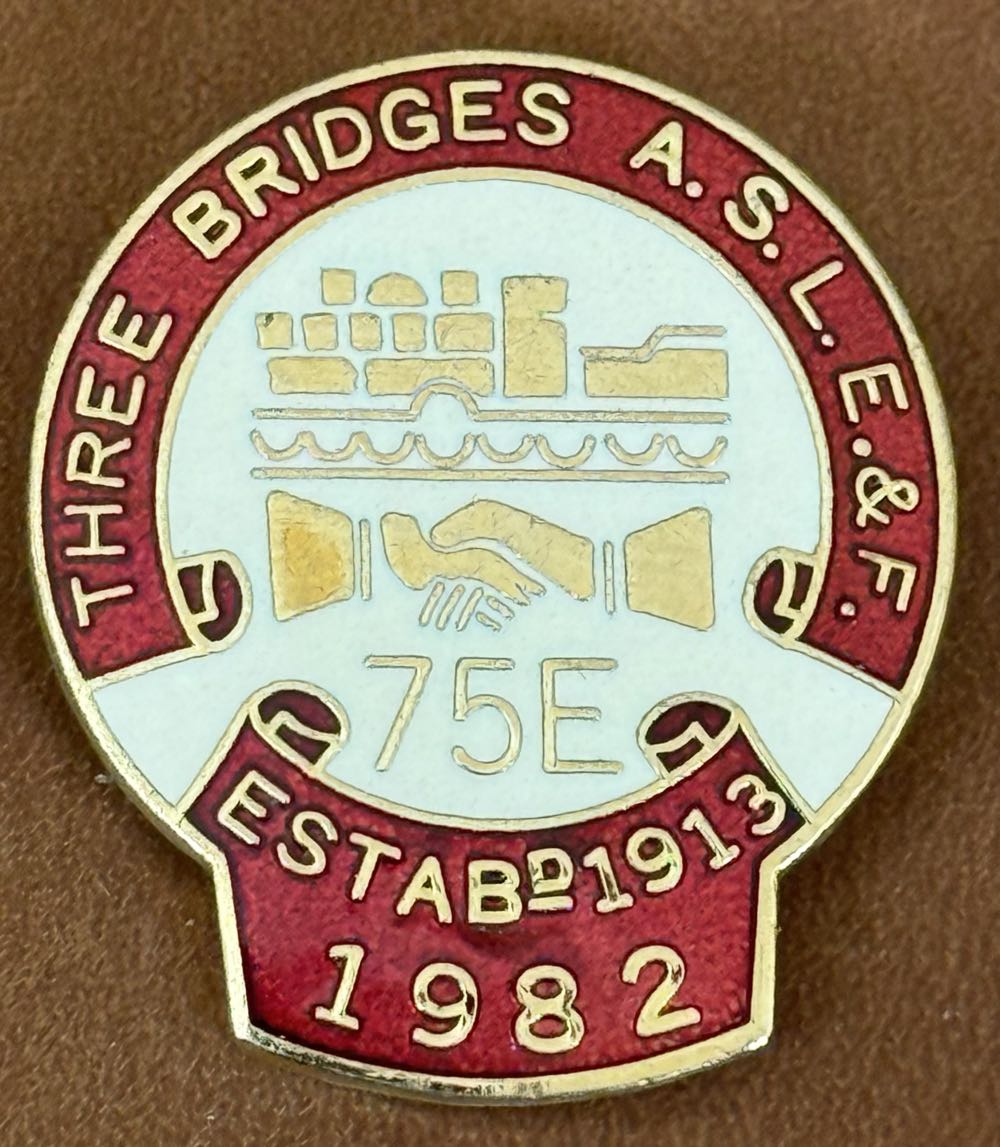 THREE BRIDGES A.S.L.E.&F.
75E
ESTABD 1913
1982